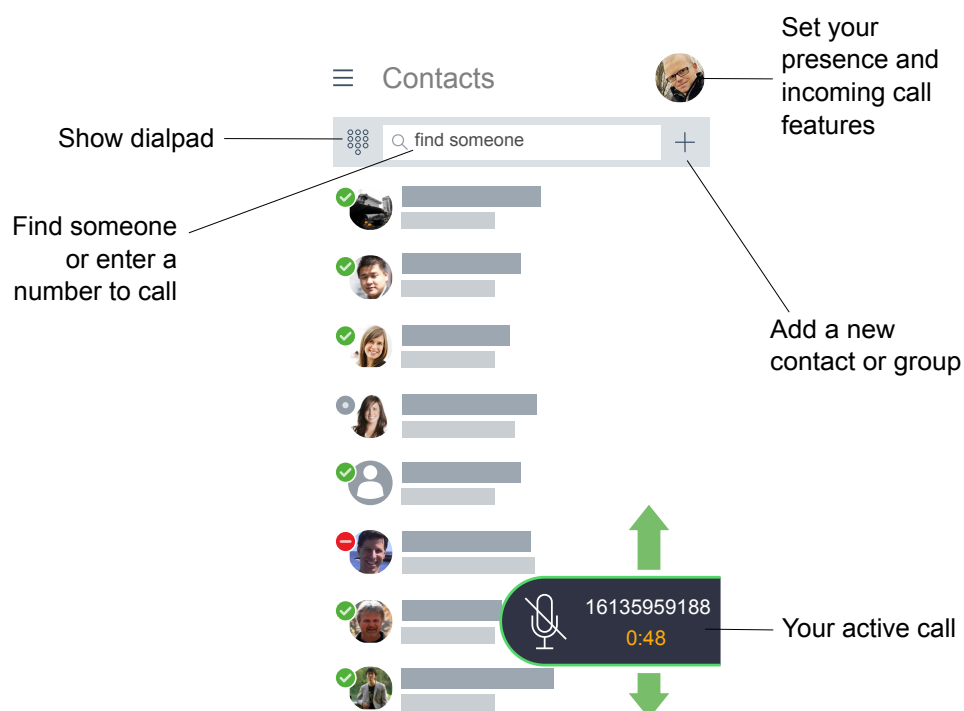 Set your
presence and
incoming call
features
Contacts
Show dialpad
find someone
Find someone
or enter a
number to call
Add a new
contact or group
16135959188
0:48
Your active call